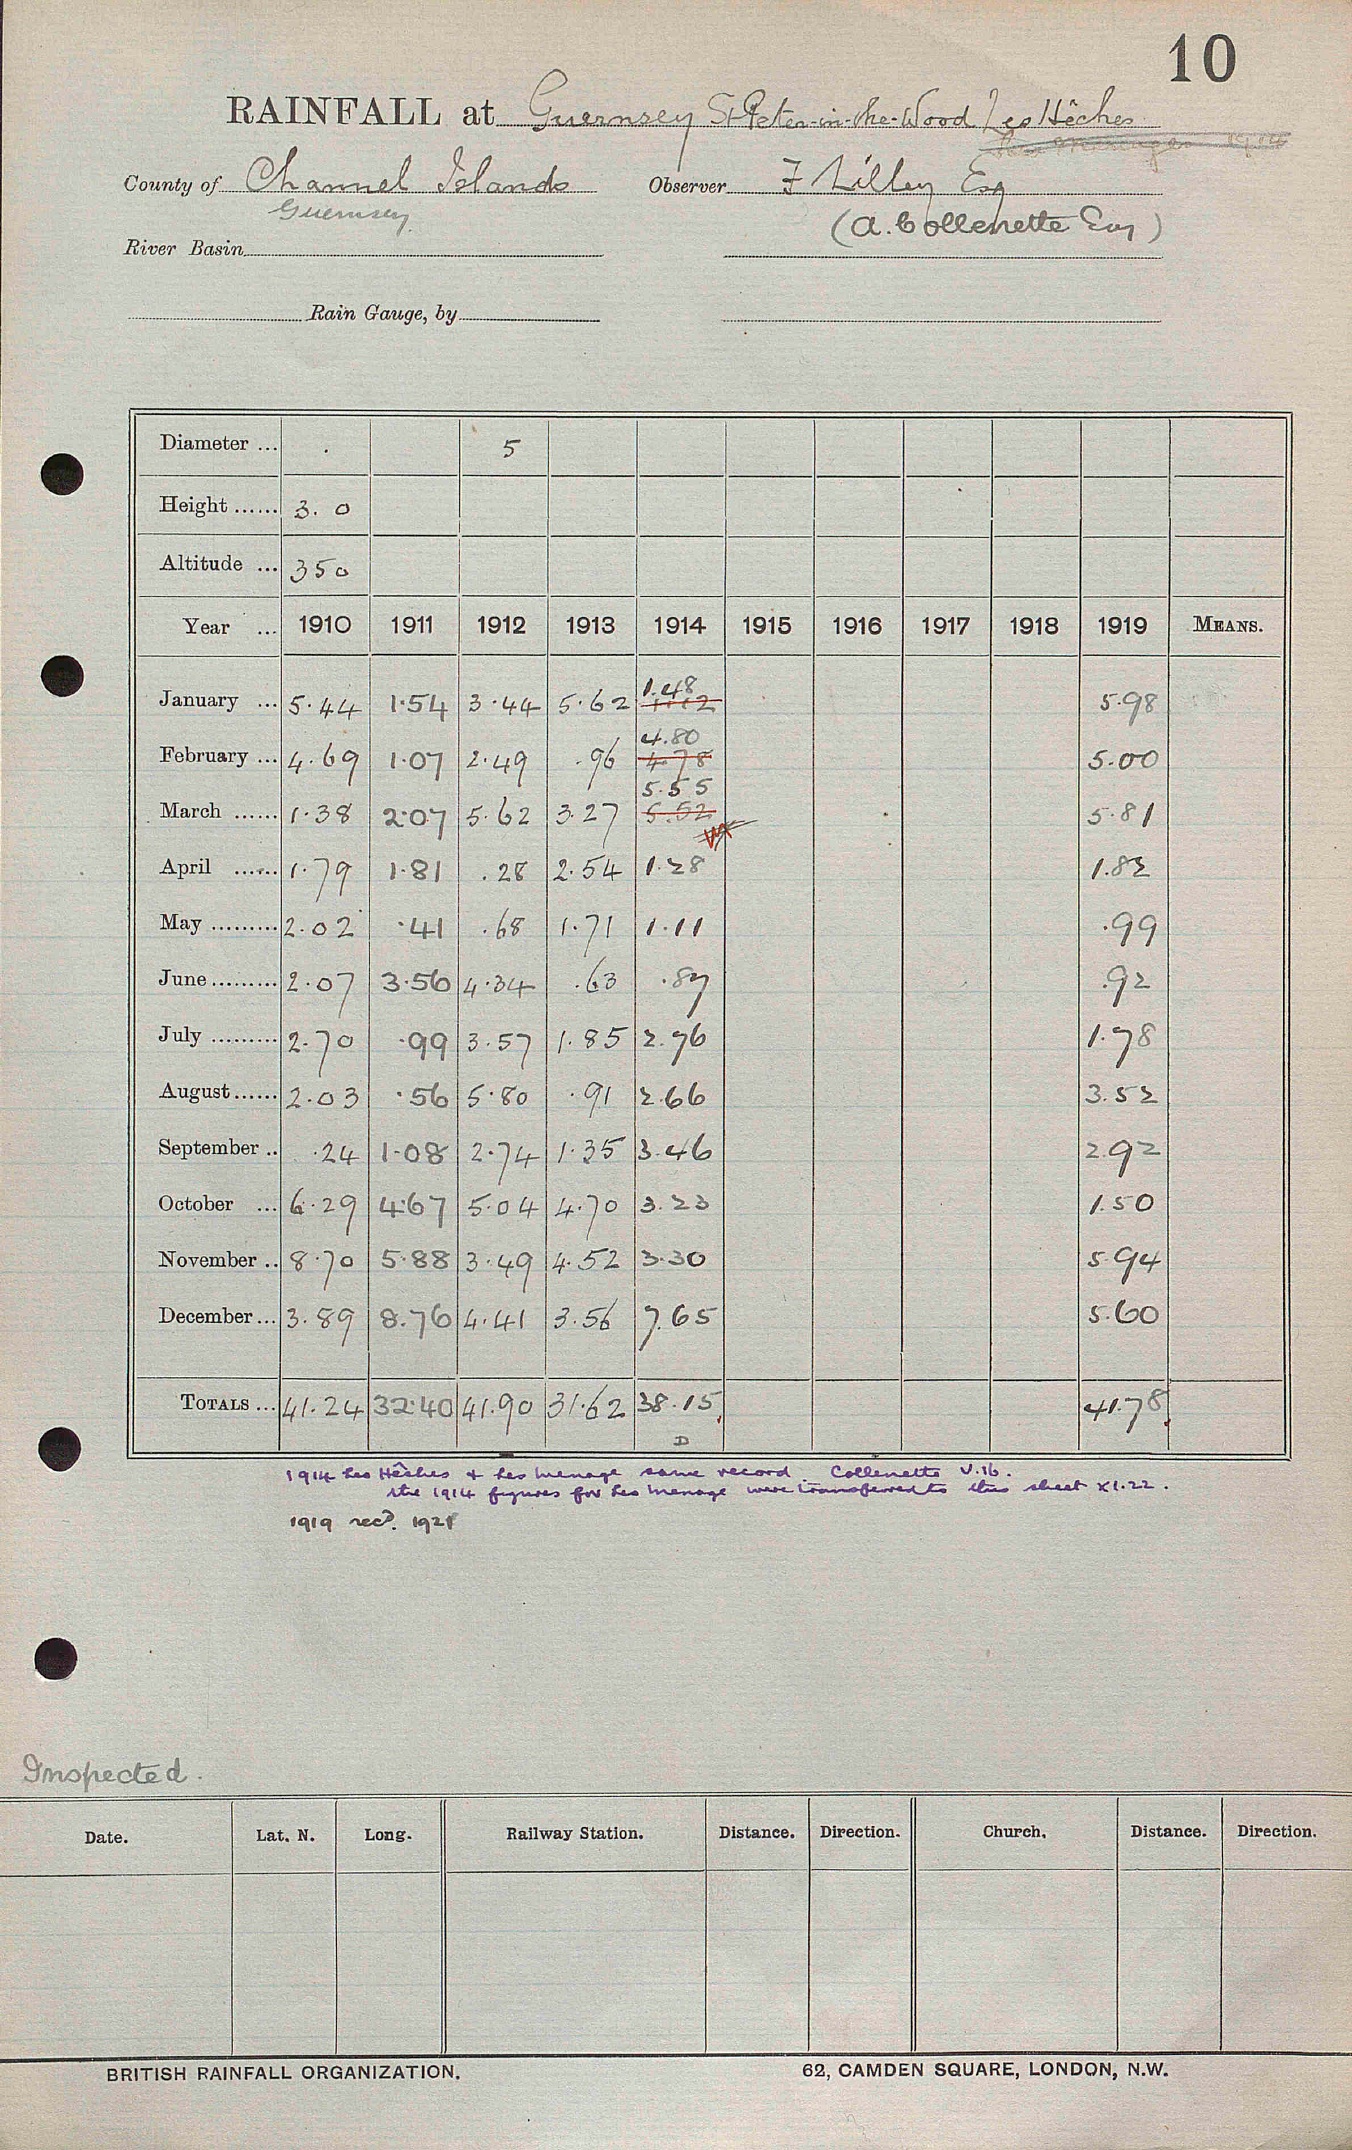 10
RAINFALL at Guernsey St Peter-in-the-Wood Les Hêches
County of Channel Islands Observer F Lilley Esq
Guernsey (A. Collenette Esq)
River Basin
Rain Gauge, by
Diameter ... 5
Height ...... 3. 0
Altitude ... 350
Year ... 1910 1911 1912 1913 1914 1915 1916 1917 1918 1919 MEANS.
1.48
January ... 5.44 1.54 3.44 5.62 5.98
4.80
February ... 4.69 1.07 2.49 .96 4.78 5.00
5.55
March ...... 1.38 2.07 5.62 3.27 5.52 5.81
April ...... 1.79 1.81 .28 2.54 1.28 1.82
May ......... 2.02 .41 .68 1.71 1.11 .99
June ......... 2.07 3.56 4.34 .63 .87 .92
July ......... 2.70 .99 3.57 1.85 2.76 1.78
August ...... 2.03 .56 5.80 .91 2.66 3.52
September .. .24 1.08 2.74 1.35 3.46 2.92
October ... 6.29 4.67 5.04 4.70 3.23 1.50
November .. 8.70 5.88 3.49 4.52 3.30 5.94
December ... 3.89 8.76 4.41 3.56 7.65 5.60
TOTALS ... 41.24 32.40 41.90 31.62 38.15 41.78
D
1914 Les Hêches & Les Menage same record. Collenette V.16.
The 1914 figures for Les Menage were transferred to this sheet XI.22.
1919 recd. 1921
Inspected.
Date. Lat. N. Long. Railway Station. Distance. Direction. Church. Distance. Direction.
BRITISH RAINFALL ORGANIZATION. 62, CAMDEN SQUARE, LONDON, N.W.